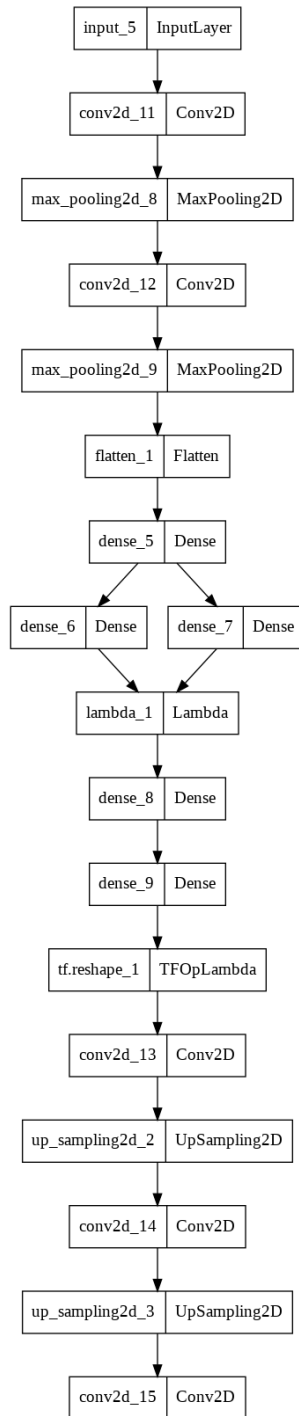 input_5 InputLayer
conv2d_11 Conv2D
max_pooling2d_8 MaxPooling2D
conv2d_12 Conv2D
max_pooling2d_9 MaxPooling2D
flatten_1 Flatten
dense_5 Dense
dense_6 Dense dense_7 Dense
lambda_1 Lambda
dense_8 Dense
dense_9 Dense
tf.reshape_1 TFOpLambda
conv2d_13 Conv2D
up_sampling2d_2 UpSampling2D
conv2d_14 Conv2D
up_sampling2d_3 UpSampling2D
conv2d_15 Conv2D